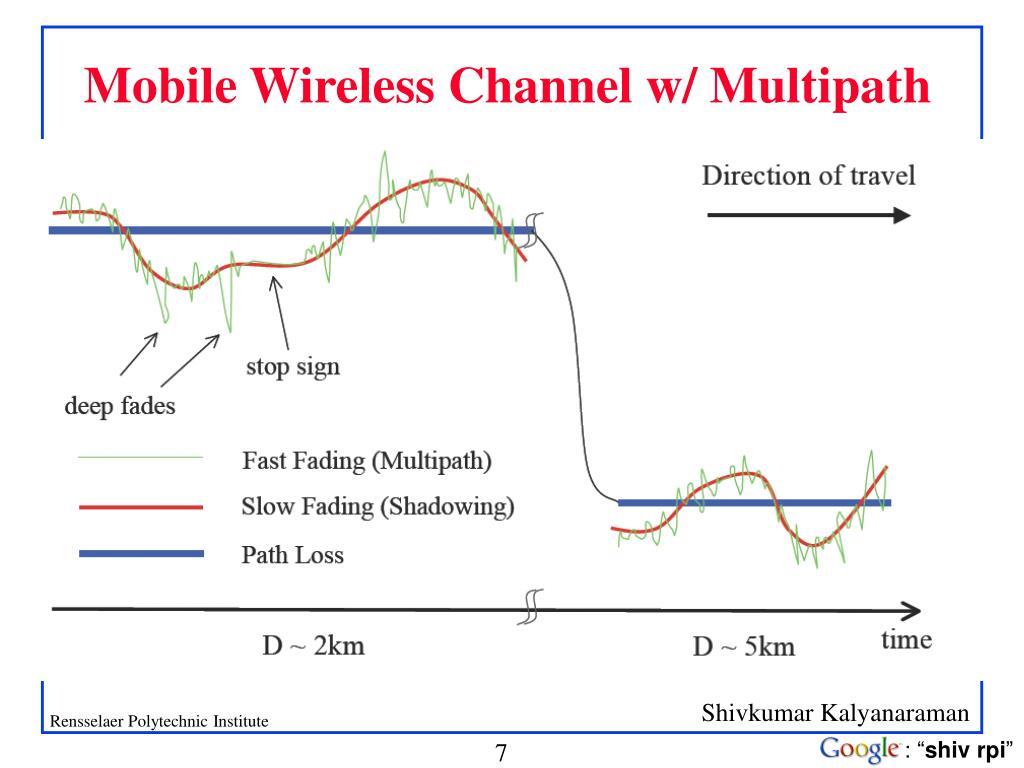 Mobile Wireless Channel w/ Multipath
Direction of travel
stop sign
deep fades
Fast Fading (Multipath)
Slow Fading (Shadowing)
Path Loss
D ~ 2km
D ~ 5km
time
Shivkumar Kalyanaraman
Rensselaer Polytechnic Institute
7
Google : “shiv rpi”